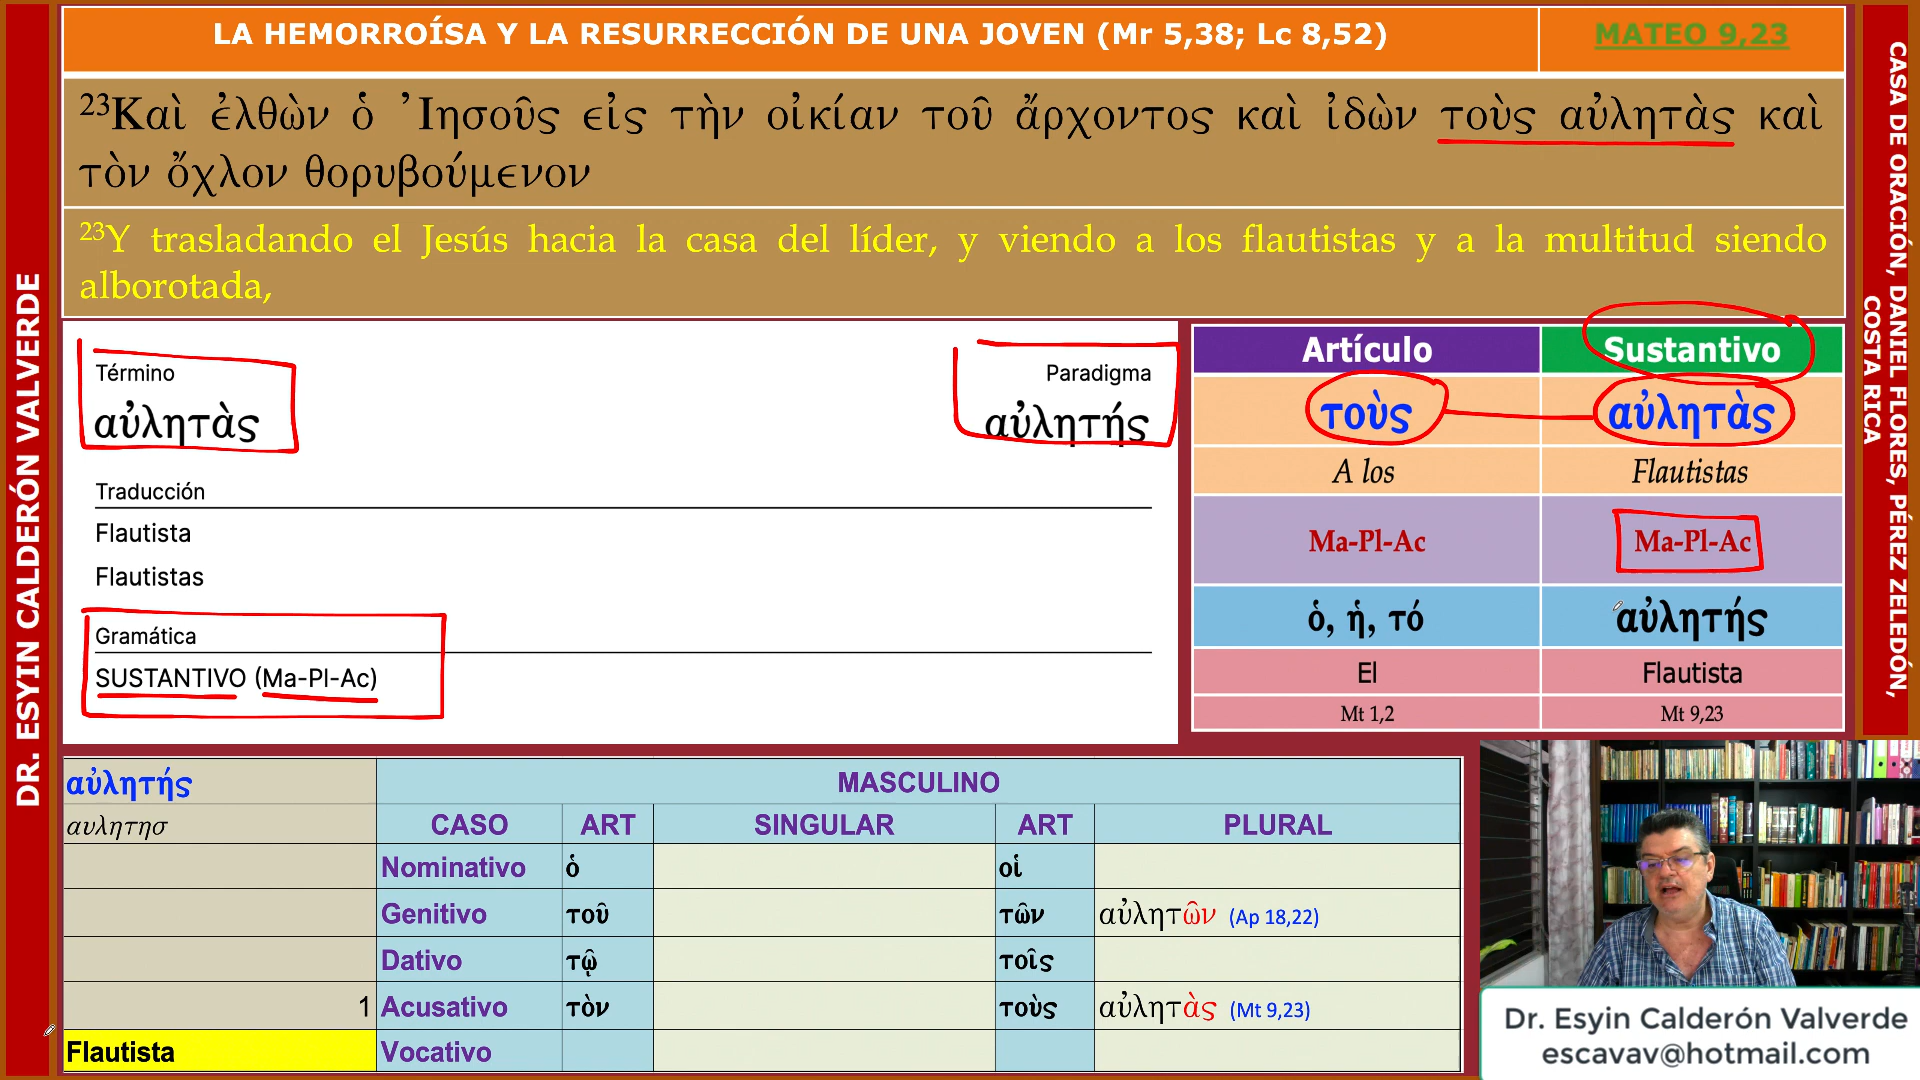 LA HEMORROÍSA Y LA RESURRECCIÓN DE UNA JOVEN (Mr 5,38; Lc 8,52)
MATEO 9,23
23Καὶ ἐλθὼν ὁ Ἰησοῦς εἰς τὴν οἰκίαν τοῦ ἄρχοντος καὶ ἰδὼν τοὺς αὐλητὰς καὶ
τὸν ὄχλον θορυβούμενον
23Y trasladando el Jesús hacia la casa del líder, y viendo a los flautistas y a la multitud siendo
alborotada,
DR. ESYIN CALDERÓN VALVERDE
CASA DE ORACIÓN, DANIEL FLORES, PÉREZ ZELEDÓN,
COSTA RICA
Término
Paradigma
αὐλητὰς
αὐλητής
Traducción
Flautista
Flautistas
Gramática
SUSTANTIVO (Ma-Pl-Ac)
Artículo Sustantivo
τοὺς αὐλητὰς
A los Flautistas
Ma-Pl-Ac Ma-Pl-Ac
ὁ, ἡ, τό αὐλητής
El Flautista
Mt 1,2 Mt 9,23
αὐλητής MASCULINO
αυλητησ CASO ART SINGULAR ART PLURAL
Nominativo ὁ οἱ
Genitivo τοῦ τῶν αὐλητῶν (Ap 18,22)
Dativo τῷ τοῖς
1 Acusativo τὸν τοὺς αὐλητὰς (Mt 9,23)
Flautista Vocativo
Dr. Esyin Calderón Valverde
escavav@hotmail.com